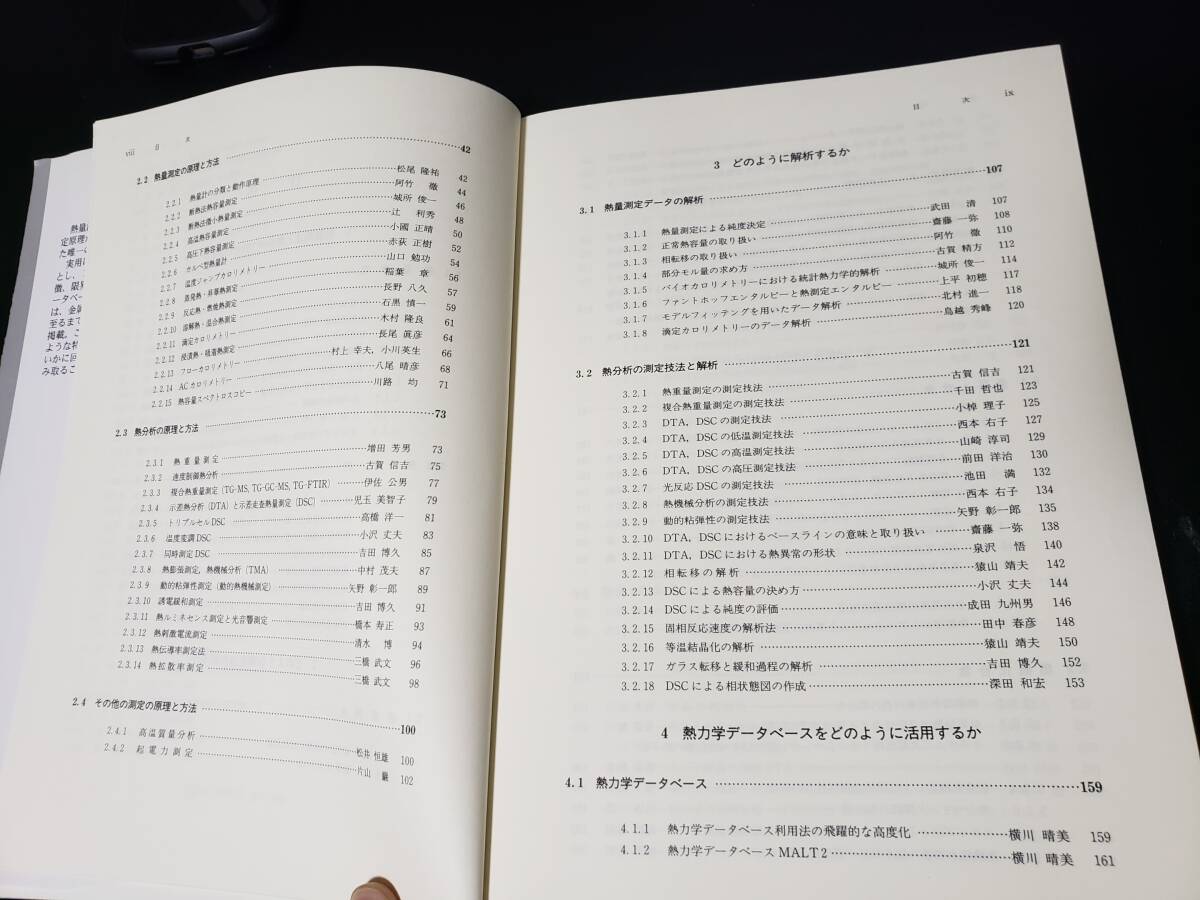 熱量
定原理
た唯一の
実用
とし、
徴、限界
ータベー
は、金属
至るまで
掲載。こ
ような特
いかに回
み取るこ
viii 目 次
2.2 熱量測定の原理と方法 42
2.2.1 熱量計の分類と動作原理 松尾 隆祐 42
2.2.2 断熱法熱容量測定 阿竹 徹 44
2.2.3 断熱法微小熱量測定 城所 俊一 46
2.2.4 高温熱容量測定 辻 利秀 48
2.2.5 高圧下熱容量測定 小國 正晴 50
2.2.6 カルベ型熱量計 赤荻 正樹 52
2.2.7 温度ジャンプカロリメトリー 山口 勉功 54
2.2.8 蒸発熱・昇華熱測定 稲葉 章 56
2.2.9 反応熱・燃焼熱測定 長野 八久 57
2.2.10 溶解熱・混合熱測定 石黒 慎一 59
2.2.11 滴定カロリメトリー 木村 隆良 61
2.2.12 浸漬熱・吸着熱測定 長尾 眞彦 64
2.2.13 フローカロリメトリー 村上 幸夫，小川英生 66
2.2.14 ACカロリメトリー 八尾 晴彦 68
2.2.15 熱容量スペクトロスコピー 川路 均 71
2.3 熱分析の原理と方法 73
2.3.1 熱重量測定 増田 芳男 73
2.3.2 速度制御熱分析 古賀 信吉 75
2.3.3 複合熱重量測定（TG-MS, TG-GC-MS, TG-FTIR） 伊佐 公男 77
2.3.4 示差熱分析（DTA）と示差走査熱量測定（DSC） 児玉 美智子 79
2.3.5 トリプルセルDSC 高橋 洋一 81
2.3.6 温度変調DSC 小沢 丈夫 83
2.3.7 同時測定DSC 吉田 博久 85
2.3.8 熱膨張測定，熱機械分析（TMA） 中村 茂夫 87
2.3.9 動的粘弾性測定（動的熱機械測定） 矢野 彰一郎 89
2.3.10 誘電緩和測定 吉田 博久 91
2.3.11 熱ルミネセンス測定と光音響測定 橋本 寿正 93
2.3.12 熱刺激電流測定 清水 博 94
2.3.13 熱伝導率測定法 三橋 武文 96
2.3.14 熱拡散率測定 三橋 武文 98
2.4 その他の測定の原理と方法 100
2.4.1 高温質量分析 松井 恒雄 100
2.4.2 起電力測定 片山 巖 102
目 次 ix
3 どのように解析するか
3.1 熱量測定データの解析 107
3.1.1 熱量測定による純度決定 武田 清 107
3.1.2 正常熱容量の取り扱い 齋藤 一弥 108
3.1.3 相転移の取り扱い 阿竹 徹 110
3.1.4 部分モル量の求め方 古賀 精方 112
3.1.5 バイオカロリメトリーにおける統計熱力学的解析 城所 俊一 114
3.1.6 ファントホッフエンタルピーと熱測定エンタルピー 上平 初穂 117
3.1.7 モデルフィッティングを用いたデータ解析 北村 進一 118
3.1.8 滴定カロリメトリーのデータ解析 鳥越 秀峰 120
3.2 熱分析の測定技法と解析 121
3.2.1 熱重量測定の測定技法 古賀 信吉 121
3.2.2 複合熱重量測定の測定技法 千田 哲也 123
3.2.3 DTA，DSCの測定技法 小棹 理子 125
3.2.4 DTA，DSCの低温測定技法 西本 右子 127
3.2.5 DTA，DSCの高温測定技法 山崎 淳司 129
3.2.6 DTA，DSCの高圧測定技法 前田 洋治 130
3.2.7 光反応DSCの測定技法 池田 満 132
3.2.8 熱機械分析の測定技法 西本 右子 134
3.2.9 動的粘弾性の測定技法 矢野 彰一郎 135
3.2.10 DTA，DSCにおけるベースラインの意味と取り扱い 齋藤 一弥 138
3.2.11 DTA，DSCにおける熱異常の形状 泉沢 悟 140
3.2.12 相転移の解析 猿山 靖夫 142
3.2.13 DSCによる熱容量の決め方 小沢 丈夫 144
3.2.14 DSCによる純度の評価 成田 九州男 146
3.2.15 固相反応速度の解析法 田中 春彦 148
3.2.16 等温結晶化の解析 猿山 靖夫 150
3.2.17 ガラス転移と緩和過程の解析 吉田 博久 152
3.2.18 DSCによる相状態図の作成 深田 和宏 153
4 熱力学データベースをどのように活用するか
4.1 熱力学データベース 159
4.1.1 熱力学データベース利用法の飛躍的な高度化 横川 晴美 159
4.1.2 熱力学データベースMALT2 横川 晴美 161